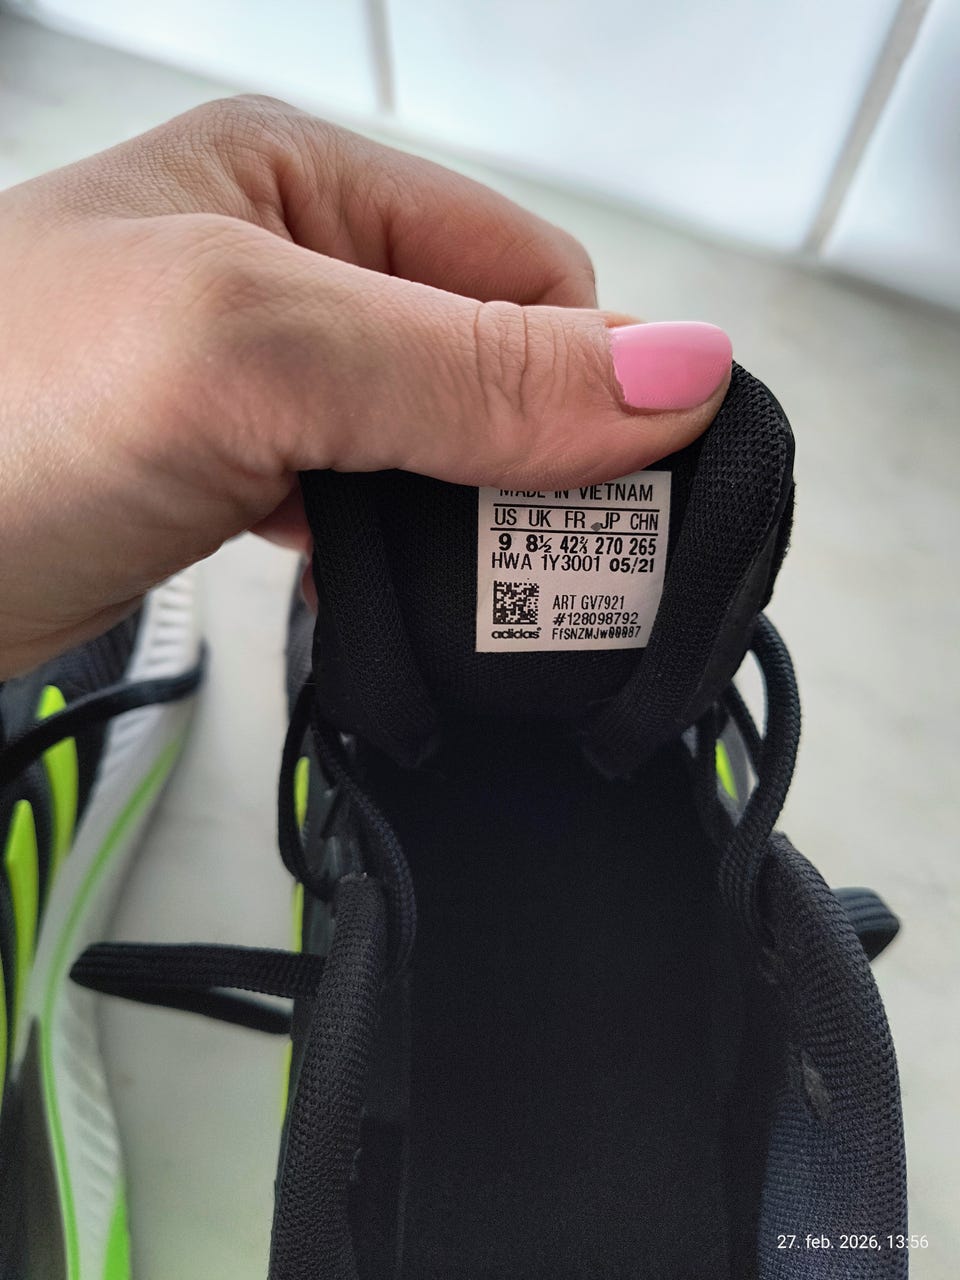 MADE IN VIETNAM
US UK FR JP CHN
9 8½ 42⅔ 270 265
HWA 1Y3001 05/21
ART GV7921
#128098792
adidas® FfSNZMJw00087
27. feb. 2026, 13:56